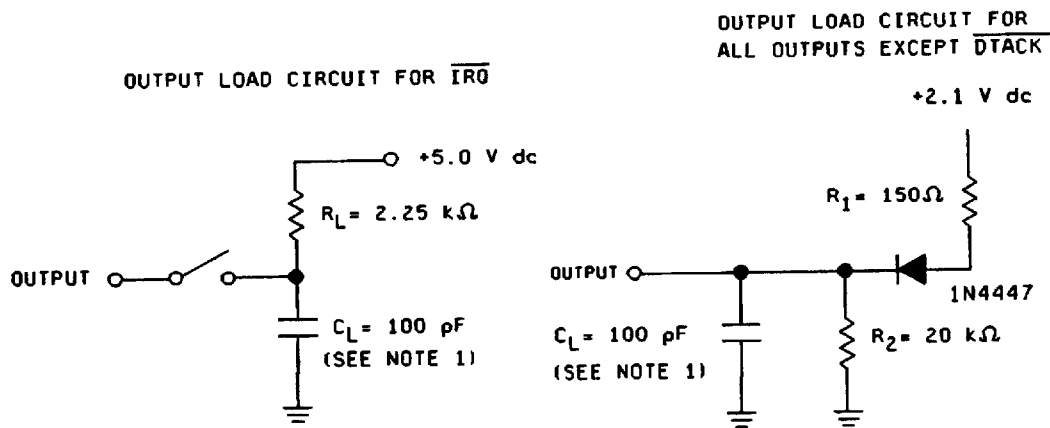 OUTPUT LOAD CIRCUIT FOR
ALL OUTPUTS EXCEPT DTACK
OUTPUT LOAD CIRCUIT FOR IRQ
+2.1 V dc
+5.0 V dc
R1= 150Ω
RL= 2.25 kΩ
OUTPUT
OUTPUT
1N4447
CL= 100 pF
(SEE NOTE 1)
CL= 100 pF
(SEE NOTE 1)
R2= 20 kΩ